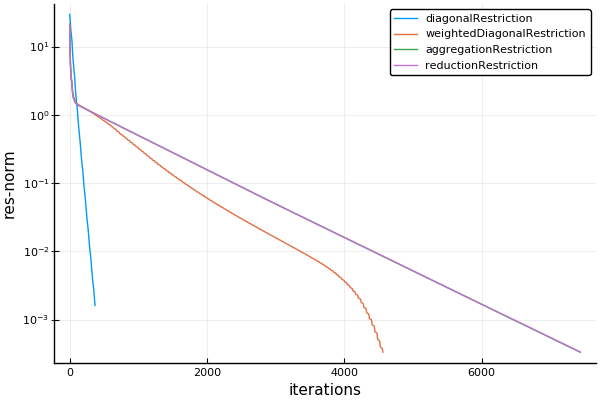 diagonalRestriction
weightedDiagonalRestriction
aggregationRestriction
reductionRestriction
res-norm
10¹
10⁰
10⁻¹
10⁻²
10⁻³
0 2000 4000 6000
iterations